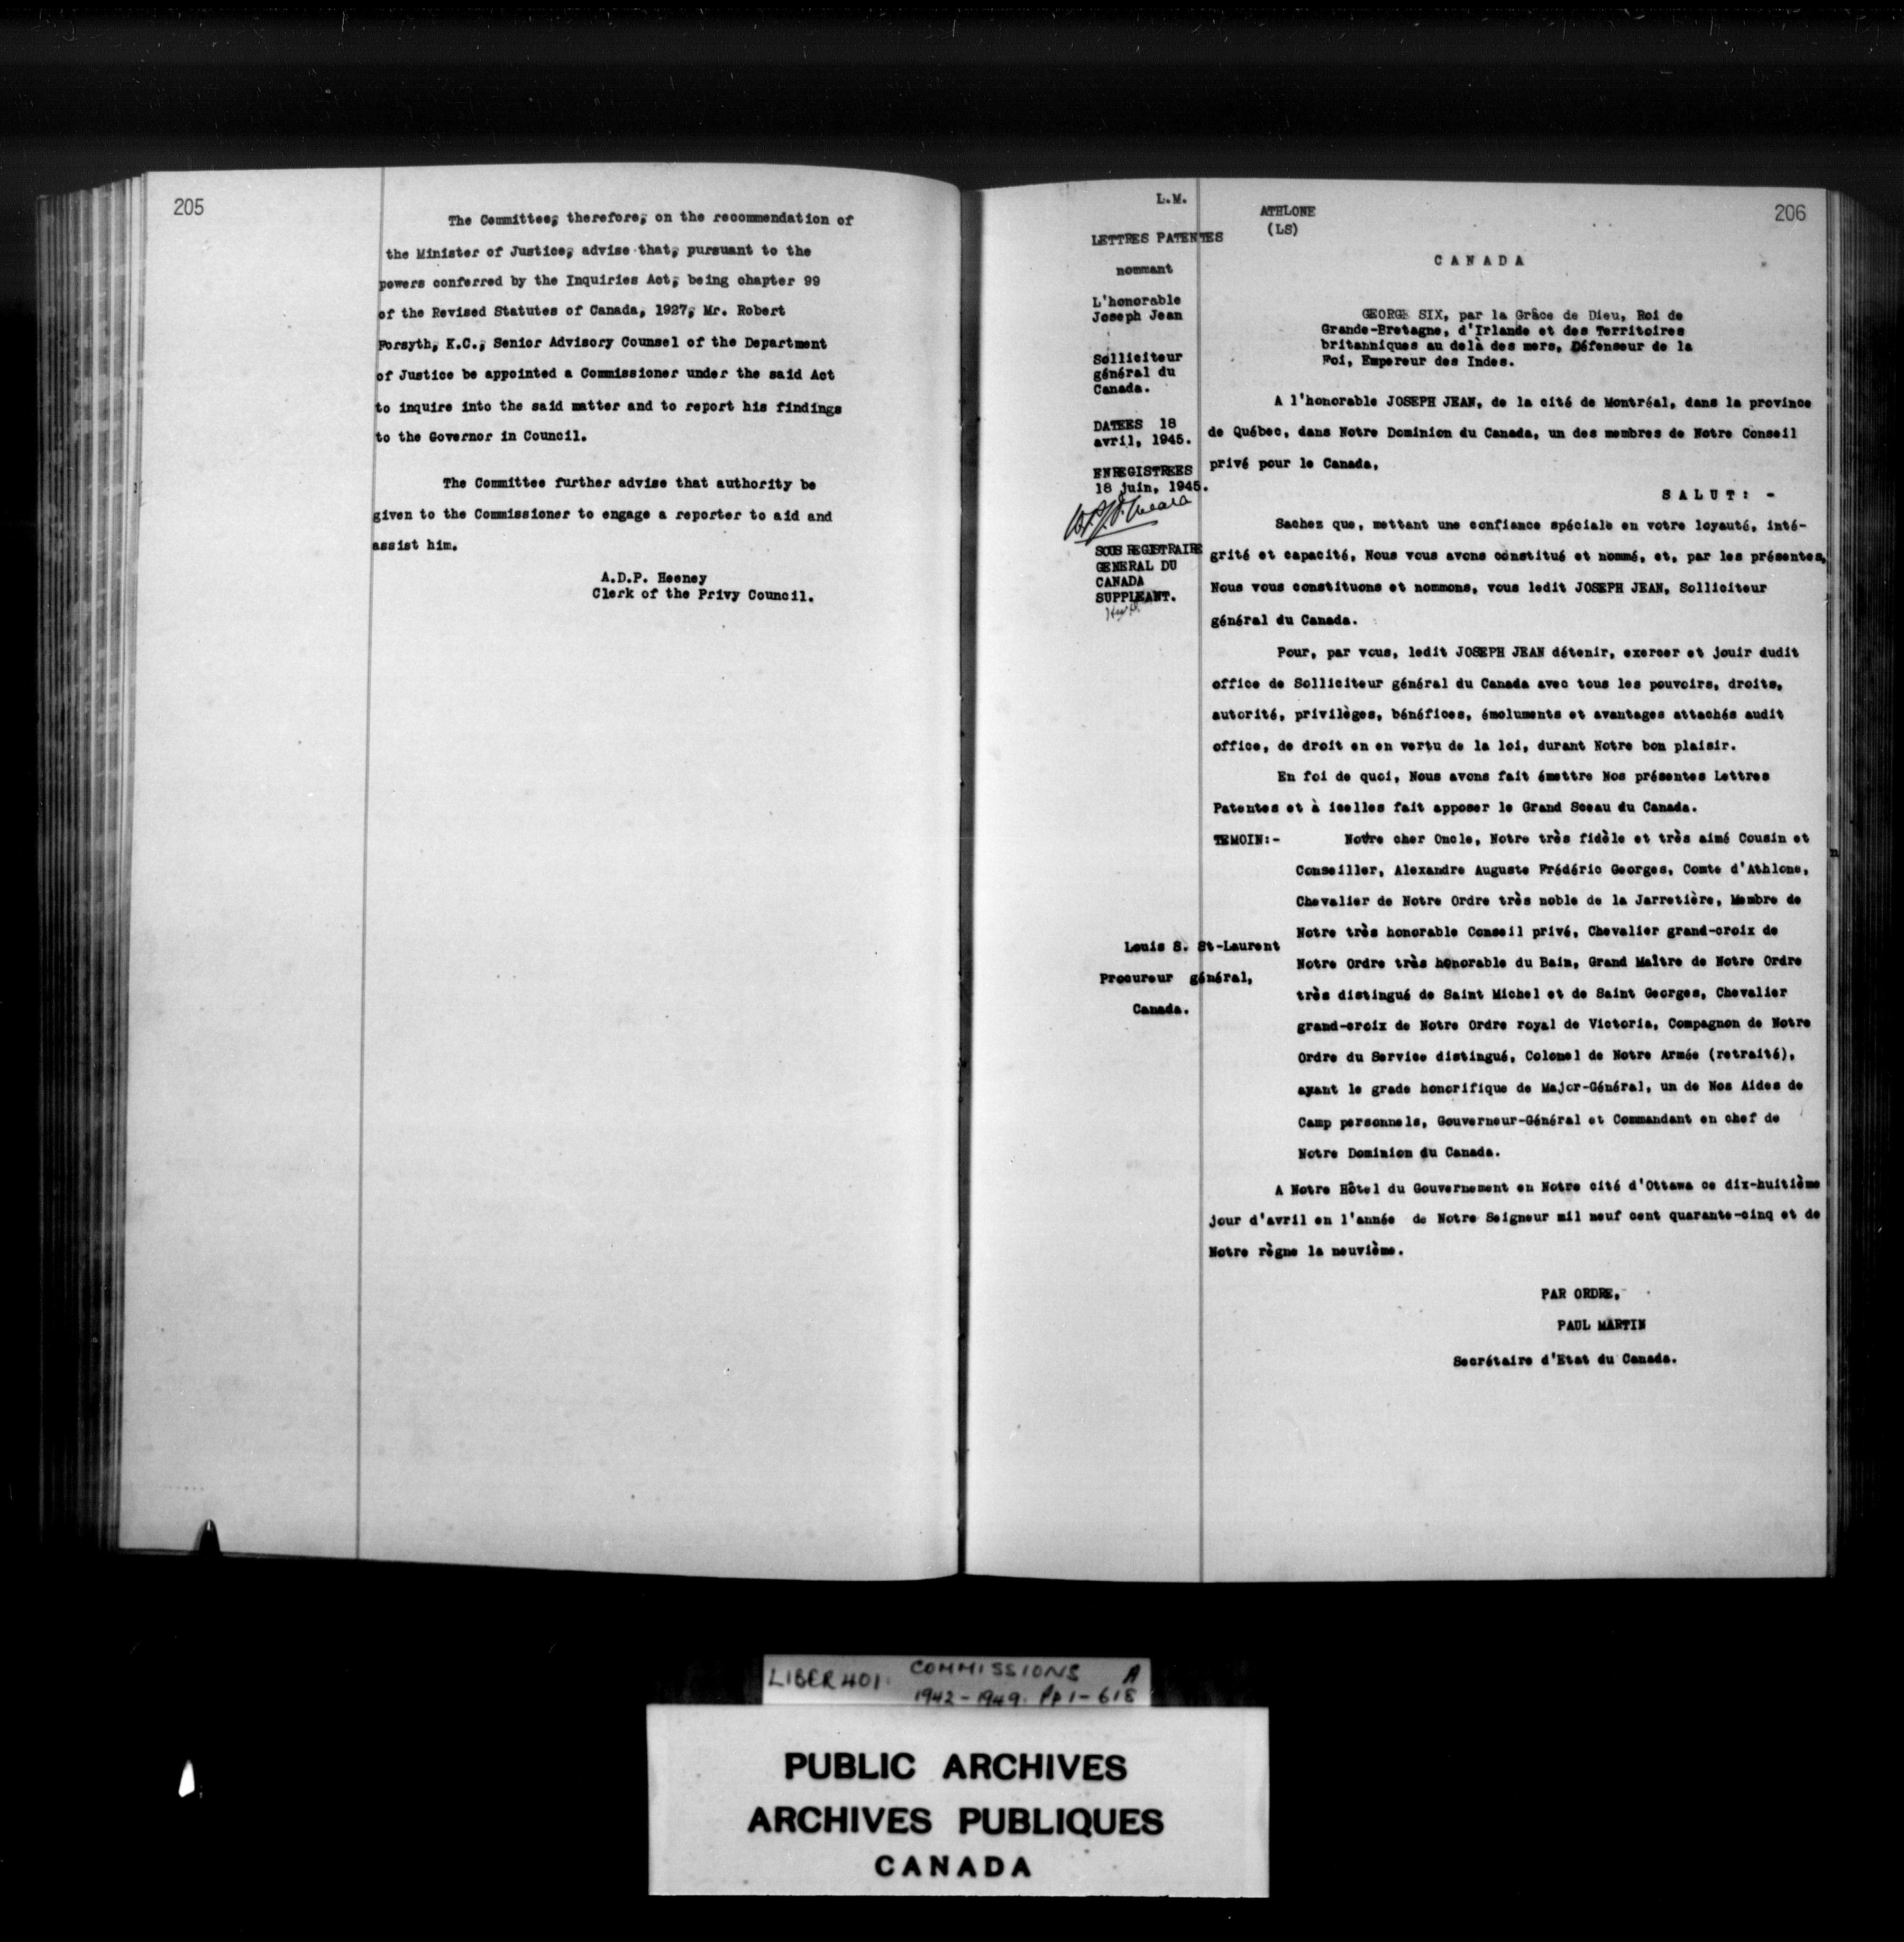 205
The Committee, therefore, on the recommendation of
the Minister of Justice, advise that, pursuant to the
powers conferred by the Inquiries Act, being chapter 99
of the Revised Statutes of Canada, 1927, Mr. Robert
Forsyth, K.C., Senior Advisory Counsel of the Department
of Justice be appointed a Commissioner under the said Act
to inquire into the said matter and to report his findings
to the Governor in Council.
The Committee further advise that authority be
given to the Commissioner to engage a reporter to aid and
assist him.
A.D.P. Heeney
Clerk of the Privy Council.
L.M.
LETTRES PATENTES
nommant
L'honorable
Joseph Jean
Solliciteur
général du
Canada.
DATEES 18
avril, 1945.
ENREGISTREES
18 juin, 1945.
SOUS REGISTRAIRE
GENERAL DU
CANADA
SUPPLEANT.
Louis S. St-Laurent
Procureur général,
Canada.
ATHLONE
(LS)
206
CANADA
GEORGE SIX, par la Grâce de Dieu, Roi de
Grande-Bretagne, d'Irlande et des Territoires
britanniques au delà des mers, Défenseur de la
Foi, Empereur des Indes.
A l'honorable JOSEPH JEAN, de la cité de Montréal, dans la province
de Québec, dans Notre Dominion du Canada, un des membres de Notre Conseil
privé pour le Canada,
SALUT: -
Sachez que, mettant une confiance spéciale en votre loyauté, inté-
grité et capacité, Nous vous avons constitué et nommé, et, par les présentes,
Nous vous constituons et nommons, vous ledit JOSEPH JEAN, Solliciteur
général du Canada.
Pour, par vous, ledit JOSEPH JEAN détenir, exercer et jouir dudit
office de Solliciteur général du Canada avec tous les pouvoirs, droits,
autorité, privilèges, bénéfices, émoluments et avantages attachés audit
office, de droit en en vertu de la loi, durant Notre bon plaisir.
En foi de quoi, Nous avons fait émettre Nos présentes Lettres
Patentes et à icelles fait apposer le Grand Sceau du Canada.
TEMOIN:- Notre cher Oncle, Notre très fidèle et très aimé Cousin et
Conseiller, Alexandre Auguste Frédéric Georges, Comte d'Athlone,
Chevalier de Notre Ordre très noble de la Jarretière, Membre de
Notre très honorable Conseil privé, Chevalier grand-croix de
Notre Ordre très honorable du Bain, Grand Maître de Notre Ordre
très distingué de Saint Michel et de Saint Georges, Chevalier
grand-croix de Notre Ordre royal de Victoria, Compagnon de Notre
Ordre du Service distingué, Colonel de Notre Armée (retraité),
ayant le grade honorifique de Major-Général, un de Nos Aides de
Camp personnels, Gouverneur-Général et Commandant en chef de
Notre Dominion du Canada.
A Notre Hôtel du Gouvernement en Notre cité d'Ottawa ce dix-huitième
jour d'avril en l'année de Notre Seigneur mil neuf cent quarante-cinq et de
Notre règne la neuvième.
PAR ORDRE,
PAUL MARTIN
Secrétaire d'Etat du Canada.
LIBER 401 COMMISSIONS A
1942-1949. Pp 1-618
PUBLIC ARCHIVES
ARCHIVES PUBLIQUES
CANADA